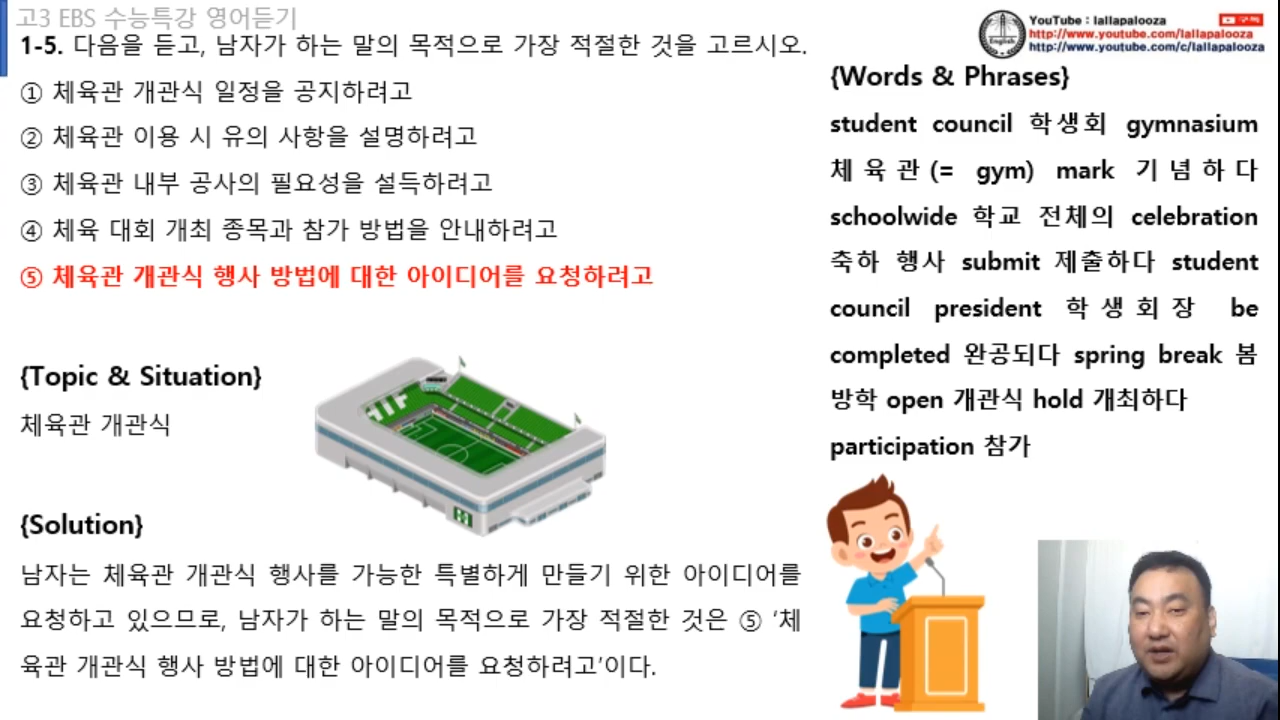 고3 EBS 수능특강 영어듣기
1-5. 다음을 듣고, 남자가 하는 말의 목적으로 가장 적절한 것을 고르시오.
① 체육관 개관식 일정을 공지하려고
② 체육관 이용 시 유의 사항을 설명하려고
③ 체육관 내부 공사의 필요성을 설득하려고
④ 체육 대회 개최 종목과 참가 방법을 안내하려고
⑤ 체육관 개관식 행사 방법에 대한 아이디어를 요청하려고
{Topic & Situation}
체육관 개관식
{Solution}
남자는 체육관 개관식 행사를 가능한 특별하게 만들기 위한 아이디어를
요청하고 있으므로, 남자가 하는 말의 목적으로 가장 적절한 것은 ⑤ ‘체
육관 개관식 행사 방법에 대한 아이디어를 요청하려고’이다.
English
YouTube : lallapalooza
구독
http://www.youtube.com/lallapalooza
http://www.youtube.com/c/lallapalooza
{Words & Phrases}
student council 학생회 gymnasium
체육관(= gym) mark 기념하다
schoolwide 학교 전체의 celebration
축하 행사 submit 제출하다 student
council president 학생회장 be
completed 완공되다 spring break 봄
방학 open 개관식 hold 개최하다
participation 참가